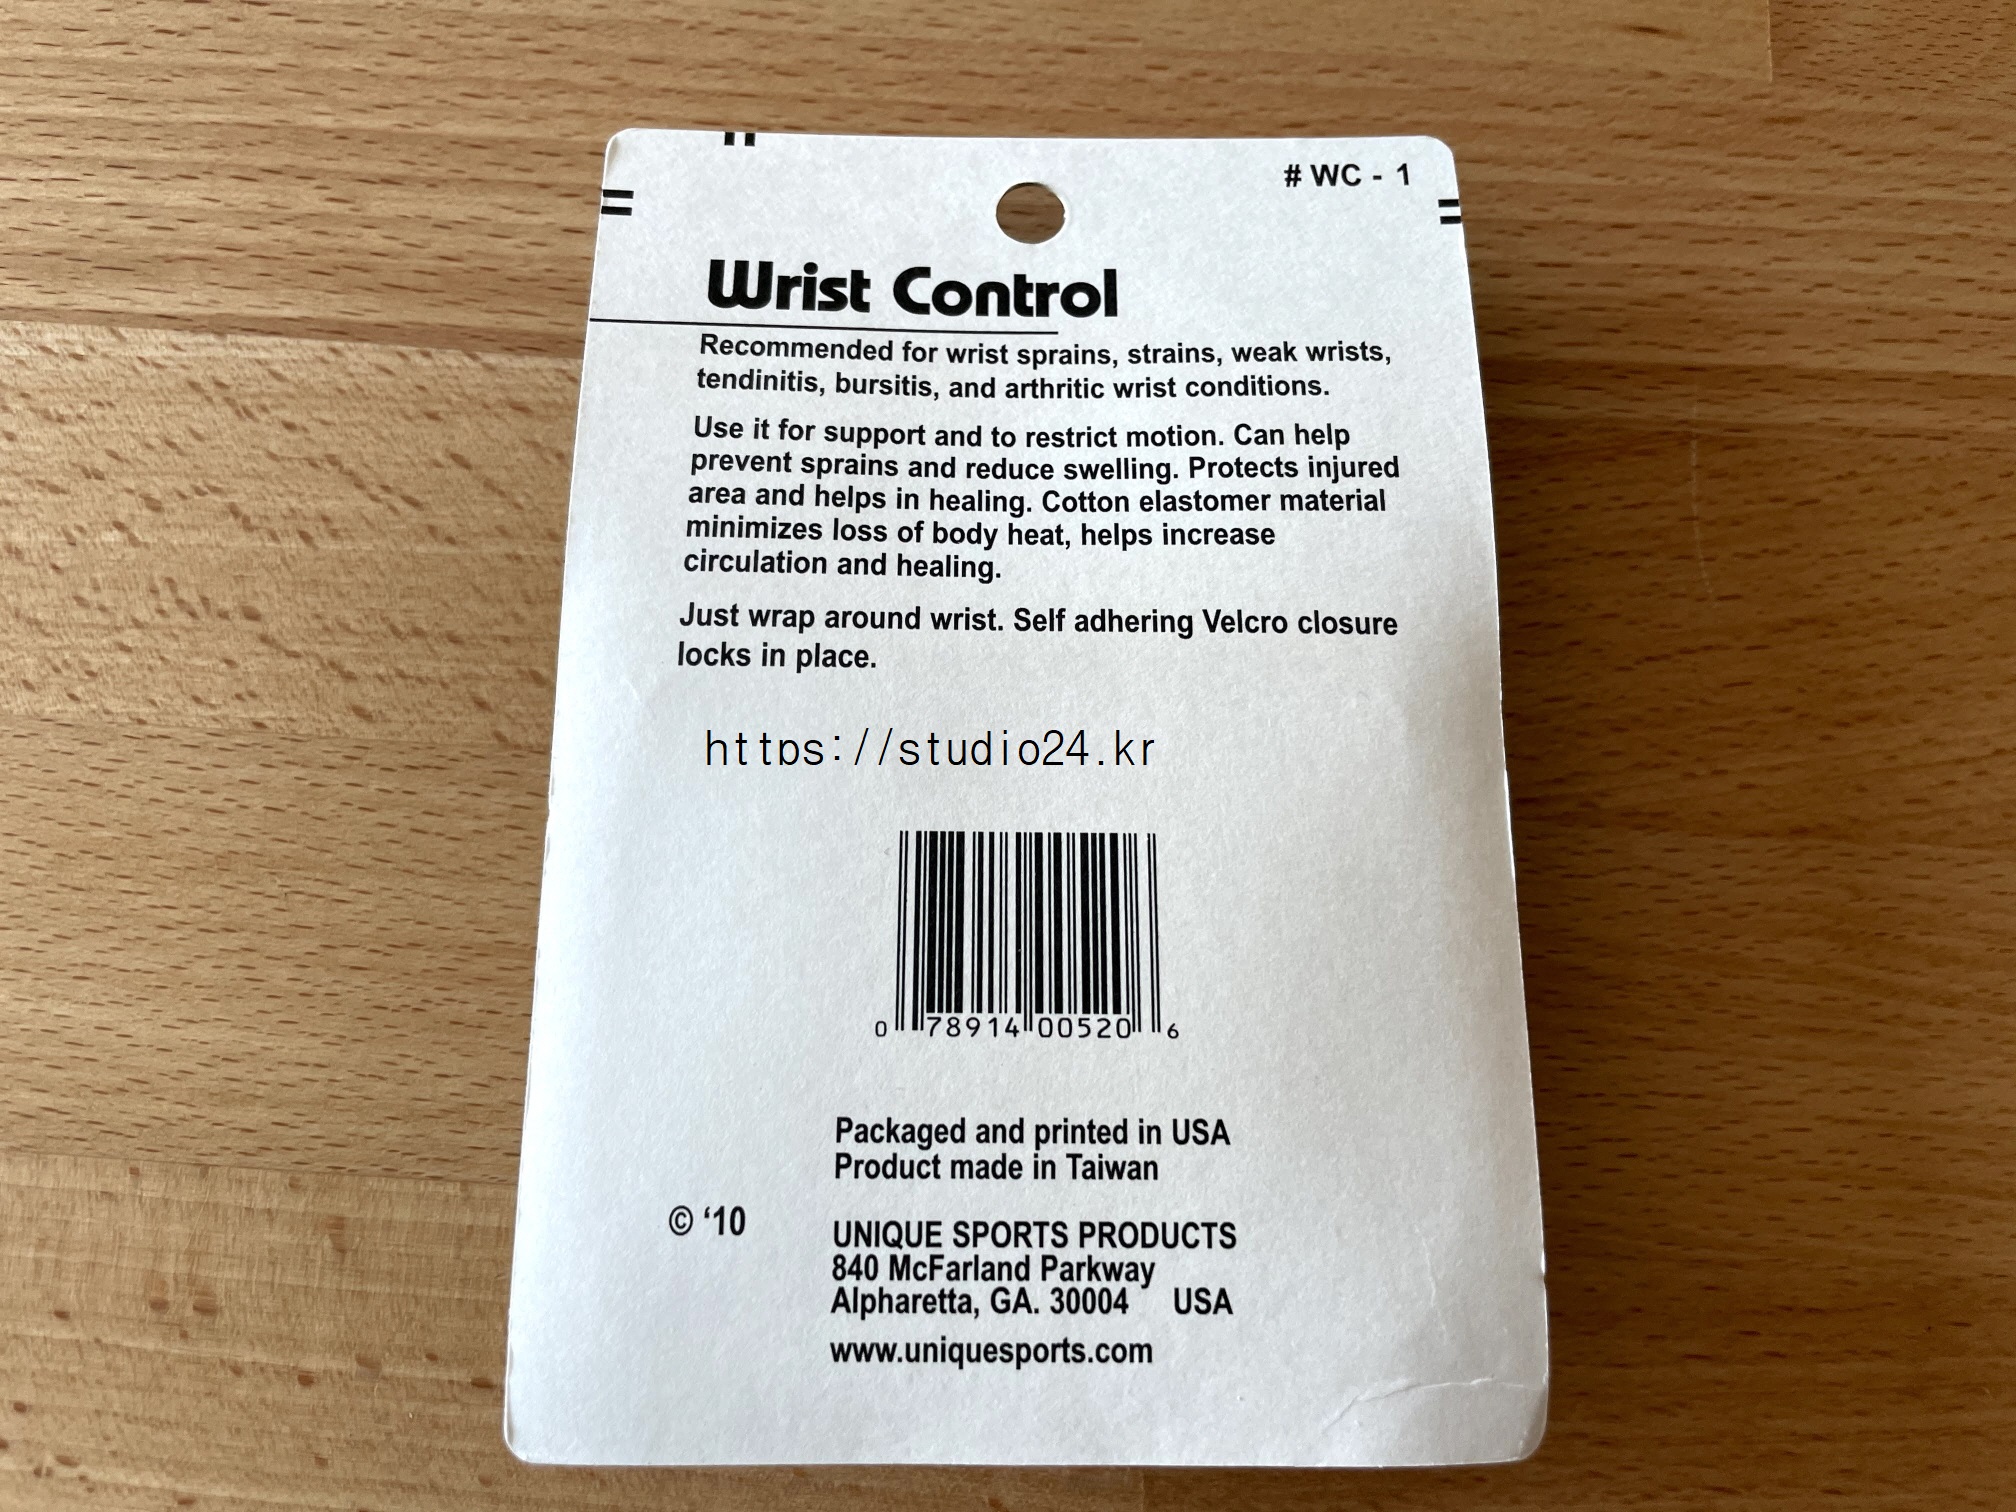 # WC - 1
Wrist Control
Recommended for wrist sprains, strains, weak wrists,
tendinitis, bursitis, and arthritic wrist conditions.
Use it for support and to restrict motion. Can help
prevent sprains and reduce swelling. Protects injured
area and helps in healing. Cotton elastomer material
minimizes loss of body heat, helps increase
circulation and healing.
Just wrap around wrist. Self adhering Velcro closure
locks in place.
https://studio24.kr
0 78914 00520 6
Packaged and printed in USA
Product made in Taiwan
© ‘10
UNIQUE SPORTS PRODUCTS
840 McFarland Parkway
Alpharetta, GA. 30004 USA
www.uniquesports.com